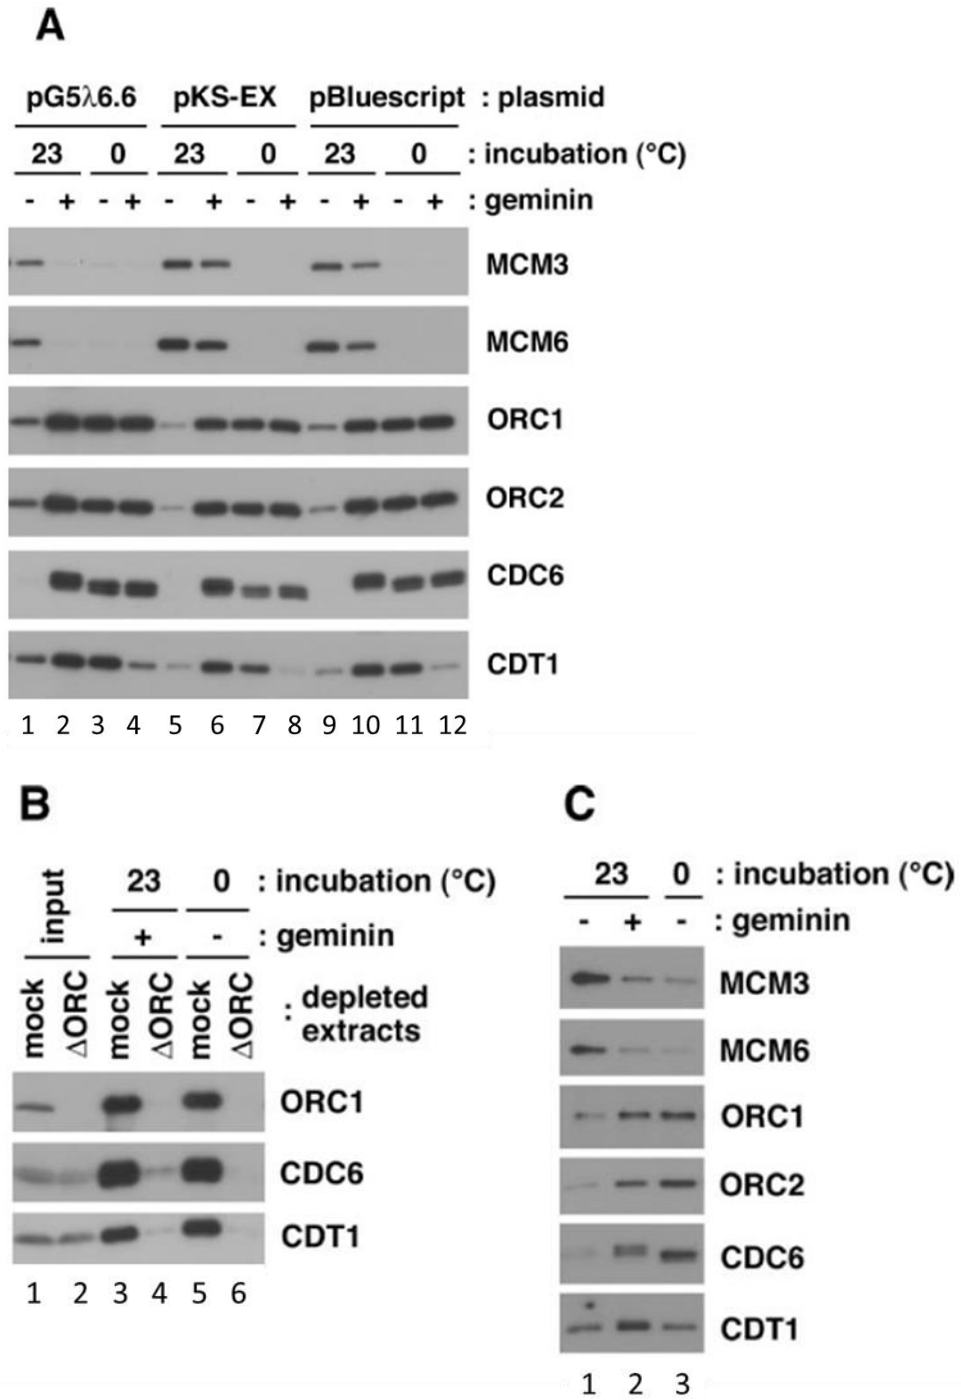 A
pG5λ6.6 pKS-EX pBluescript : plasmid
23 0 23 0 23 0 : incubation (°C)
- + - + - + - + - + - + : geminin
MCM3
MCM6
ORC1
ORC2
CDC6
CDT1
1 2 3 4 5 6 7 8 9 10 11 12
B
input 23 0 : incubation (°C)
+ - : geminin
mock ΔORC mock ΔORC mock ΔORC : depleted extracts
ORC1
CDC6
CDT1
1 2 3 4 5 6
C
23 0 : incubation (°C)
- + - : geminin
MCM3
MCM6
ORC1
ORC2
CDC6
CDT1
1 2 3